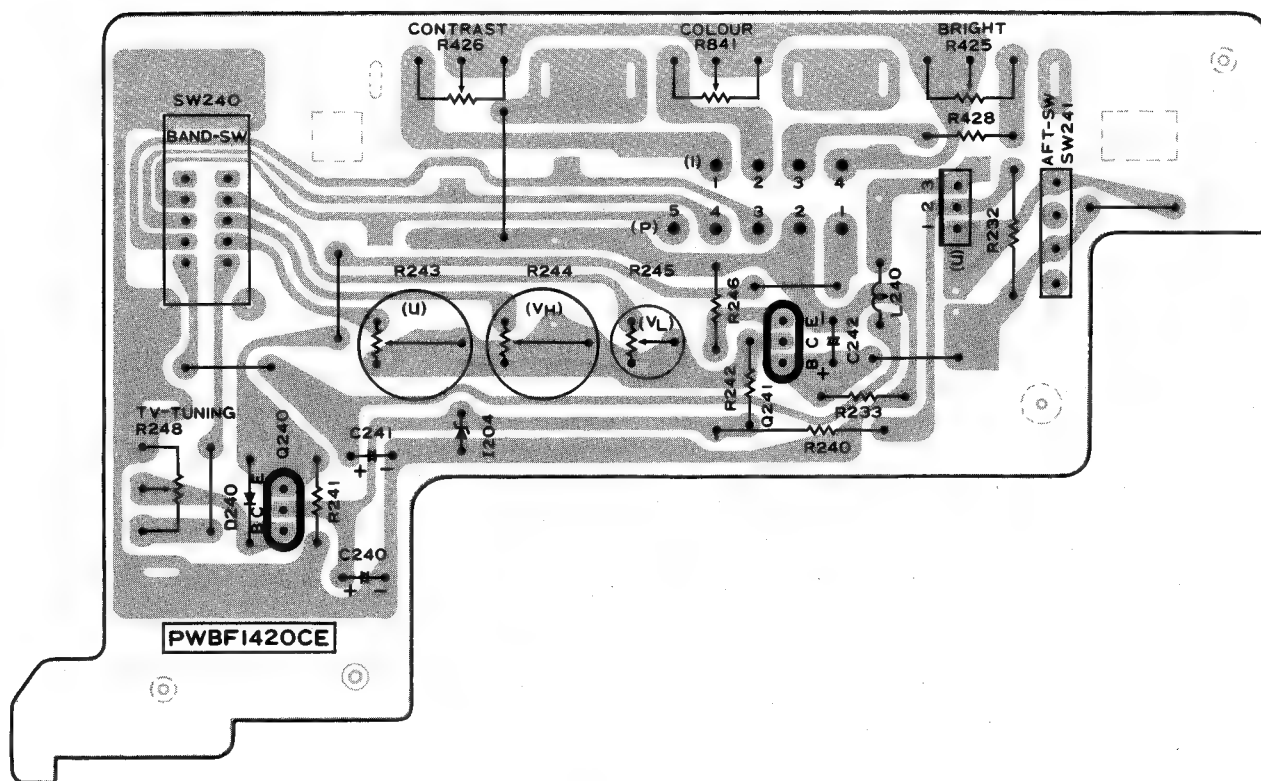 CONTRAST
R426
COLOUR
R841
BRIGHT
R425
SW240
BAND-SW
R428
AFT-SW
SW241
(I)
1
2
3
4
(P)
5
4
3
2
1
3
2
1
(U)
R232
R243
(U)
R244
(VH)
R245
(VL)
R246
L240
E
C
B
−
+
C242
R242
Q241
R233
R240
TV-TUNING
R248
Q240
C241
+
−
I204
D240
E
C
B
R241
C240
+
−
PWBF1420CE